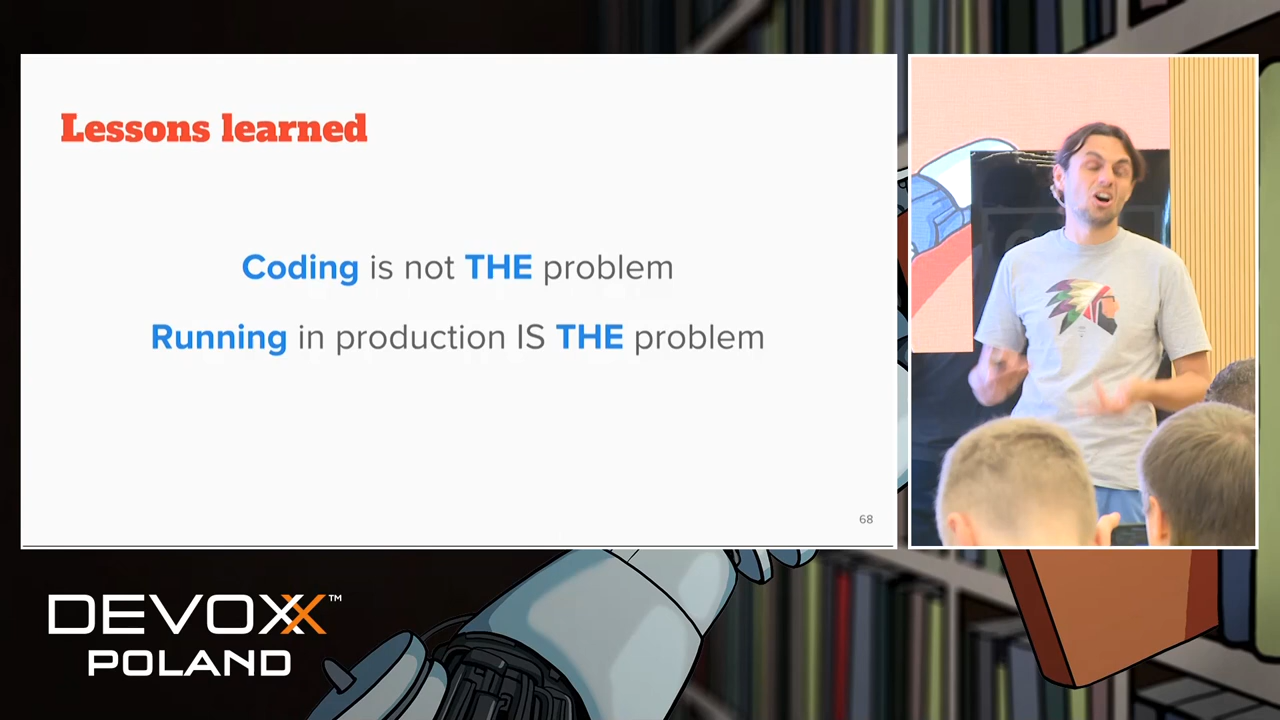 Lessons learned
Coding is not THE problem
Running in production IS THE problem
68
DEVOXX™
POLAND